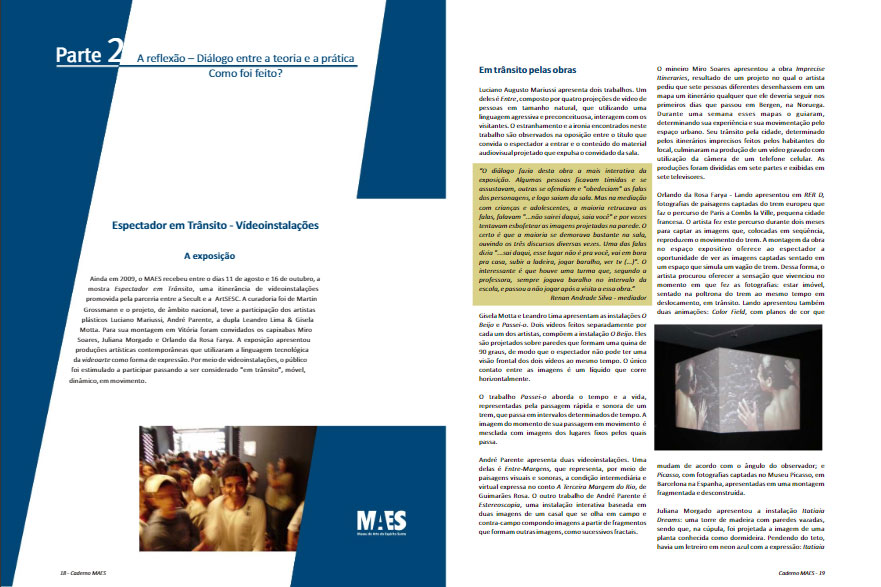 Parte 2
A reflexão – Diálogo entre a teoria e a prática
Como foi feito?
Espectador em Trânsito - Vídeoinstalações
A exposição
Ainda em 2009, o MAES recebeu entre o dias 11 de agosto e 16 de outubro, a
mostra Espectador em Trânsito, uma itinerância de videoinstalações
promovida pela parceria entre a Secult e a ArtSESC. A curadoria foi de Martin
Grossmann e o projeto, de âmbito nacional, teve a participação dos artistas
plásticos Luciano Mariussi, André Parente, a dupla Leandro Lima & Gisela
Motta. Para sua montagem em Vitória foram convidados os capixabas Miro
Soares, Juliana Morgado e Orlando da Rosa Farya. A exposição apresentou
produções artísticas contemporâneas que utilizaram a linguagem tecnológica
da videoarte como forma de expressão. Por meio de videoinstalações, o público
foi estimulado a participar passando a ser considerado "em trânsito", móvel,
dinâmico, em movimento.
MAES
Museu de Arte do Espírito Santo
18 - Caderno MAES
Em trânsito pelas obras
Luciano Augusto Mariussi apresenta dois trabalhos. Um
deles é Entre, composto por quatro projeções de vídeo de
pessoas em tamanho natural, que utilizando uma
linguagem agressiva e preconceituosa, interagem com os
visitantes. O estranhamento e a ironia encontrados neste
trabalho são observados na oposição entre o título que
convida o espectador a entrar e o conteúdo do material
audiovisual projetado que expulsa o convidado da sala.
"O diálogo fazia desta obra a mais interativa da
exposição. Algumas pessoas ficavam tímidas e se
assustavam, outras se ofendiam e "obedeciam" as falas
dos personagens, e logo saíam da sala. Mas na mediação
com crianças e adolescentes, a maioria retrucava as
falas, falavam "...não sairei daqui, saia você" e por vezes
tentavam esbofetear as imagens projetadas na parede. O
certo é que a maioria se demorava bastante na sala,
ouvindo os três discursos diversas vezes. Uma das falas
dizia "...sai daqui, esse lugar não é pra você, vai em bora
pra casa, subir a ladeira, jogar baralho, ver tv (...)". O
interessante é que houve uma turma que, segundo a
professora, sempre jogava baralho no intervalo da
escola, e passou a não jogar após a visita a essa obra."
Renan Andrade Silva - mediador
Gisela Motta e Leandro Lima apresentam as instalações O
Beijo e Passei-o. Dois vídeos feitos separadamente por
cada um dos artistas, compõem a instalação O Beijo. Eles
são projetados sobre paredes que formam uma quina de
90 graus, de modo que o espectador não pode ter uma
visão frontal dos dois vídeos ao mesmo tempo. O único
contato entre as imagens é um líquido que corre
horizontalmente.
O trabalho Passei-o aborda o tempo e a vida,
representadas pela passagem rápida e sonora de um
trem, que passa em intervalos determinados de tempo. A
imagem do momento de sua passagem em movimento é
mesclada com imagens dos lugares fixos pelos quais
passa.
André Parente apresenta duas videoinstalações. Uma
delas é Entre-Margens, que representa, por meio de
paisagens visuais e sonoras, a condição intermediária e
virtual expressa no conto A Terceira Margem do Rio, de
Guimarães Rosa. O outro trabalho de André Parente é
Estereoscopia, uma instalação interativa baseada em
duas imagens de um casal que se olha em campo e
contra-campo compondo imagens a partir de fragmentos
que formam outras imagens, como sucessivos fractais.
O mineiro Miro Soares apresentou a obra Imprecise
Itineraries, resultado de um projeto no qual o artista
pediu que sete pessoas diferentes desenhassem em um
mapa um itinerário qualquer que ele deveria seguir nos
primeiros dias que passou em Bergen, na Noruega.
Durante uma semana esses mapas o guiaram,
determinando sua experiência e sua movimentação pelo
espaço urbano. Seu trânsito pela cidade, determinado
pelos itinerários imprecisos feitos pelos habitantes do
local, culminaram na produção de um vídeo gravado com
utilização da câmera de um telefone celular. As
produções foram divididas em sete partes e exibidas em
sete televisores.
Orlando da Rosa Farya - Lando apresentou em RER D,
fotografias de paisagens captadas do trem europeu que
faz o percurso de Paris a Combs la Ville, pequena cidade
francesa. O artista fez este percurso durante dois meses
para captar as imagens que, colocadas em seqüência,
reproduzem o movimento do trem. A montagem da obra
no espaço expositivo oferece ao espectador a
oportunidade de ver as imagens captadas sentado em
um espaço que simula um vagão de trem. Dessa forma, o
artista procurou oferecer a sensação que vivenciou no
momento em que fez as fotografias: estar imóvel,
sentado na poltrona do trem ao mesmo tempo em
deslocamento, em trânsito. Lando apresentou também
duas animações: Color Field, com planos de cor que
mudam de acordo com o ângulo do observador; e
Picasso, com fotografias captadas no Museu Picasso, em
Barcelona na Espanha, apresentadas em uma montagem
fragmentada e desconstruída.
Juliana Morgado apresentou a instalação Itatiaia
Dreams: uma torre de madeira com paredes vazadas,
sendo que, na cúpula, foi projetada a imagem de uma
planta conhecida como dormideira. Pendendo do teto,
havia um letreiro em neon azul com a expressão: Itatiaia
Caderno MAES - 19